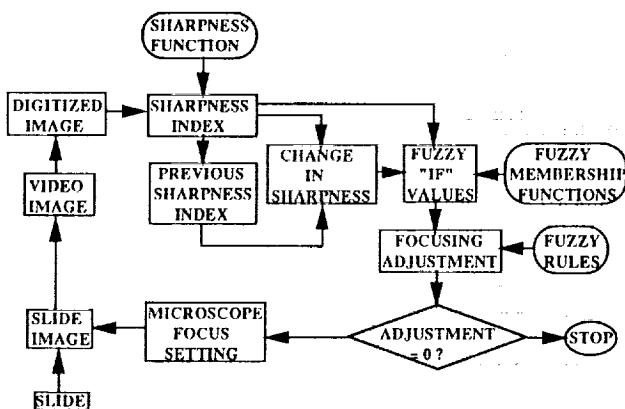 SHARPNESS
FUNCTION
DIGITIZED
IMAGE
SHARPNESS
INDEX
VIDEO
IMAGE
PREVIOUS
SHARPNESS
INDEX
CHANGE
IN
SHARPNESS
FUZZY
"IF"
VALUES
FUZZY
MEMBERSHIP
FUNCTIONS
FOCUSING
ADJUSTMENT
FUZZY
RULES
SLIDE
IMAGE
MICROSCOPE
FOCUS
SETTING
ADJUSTMENT
= 0 ?
STOP
SLIDE